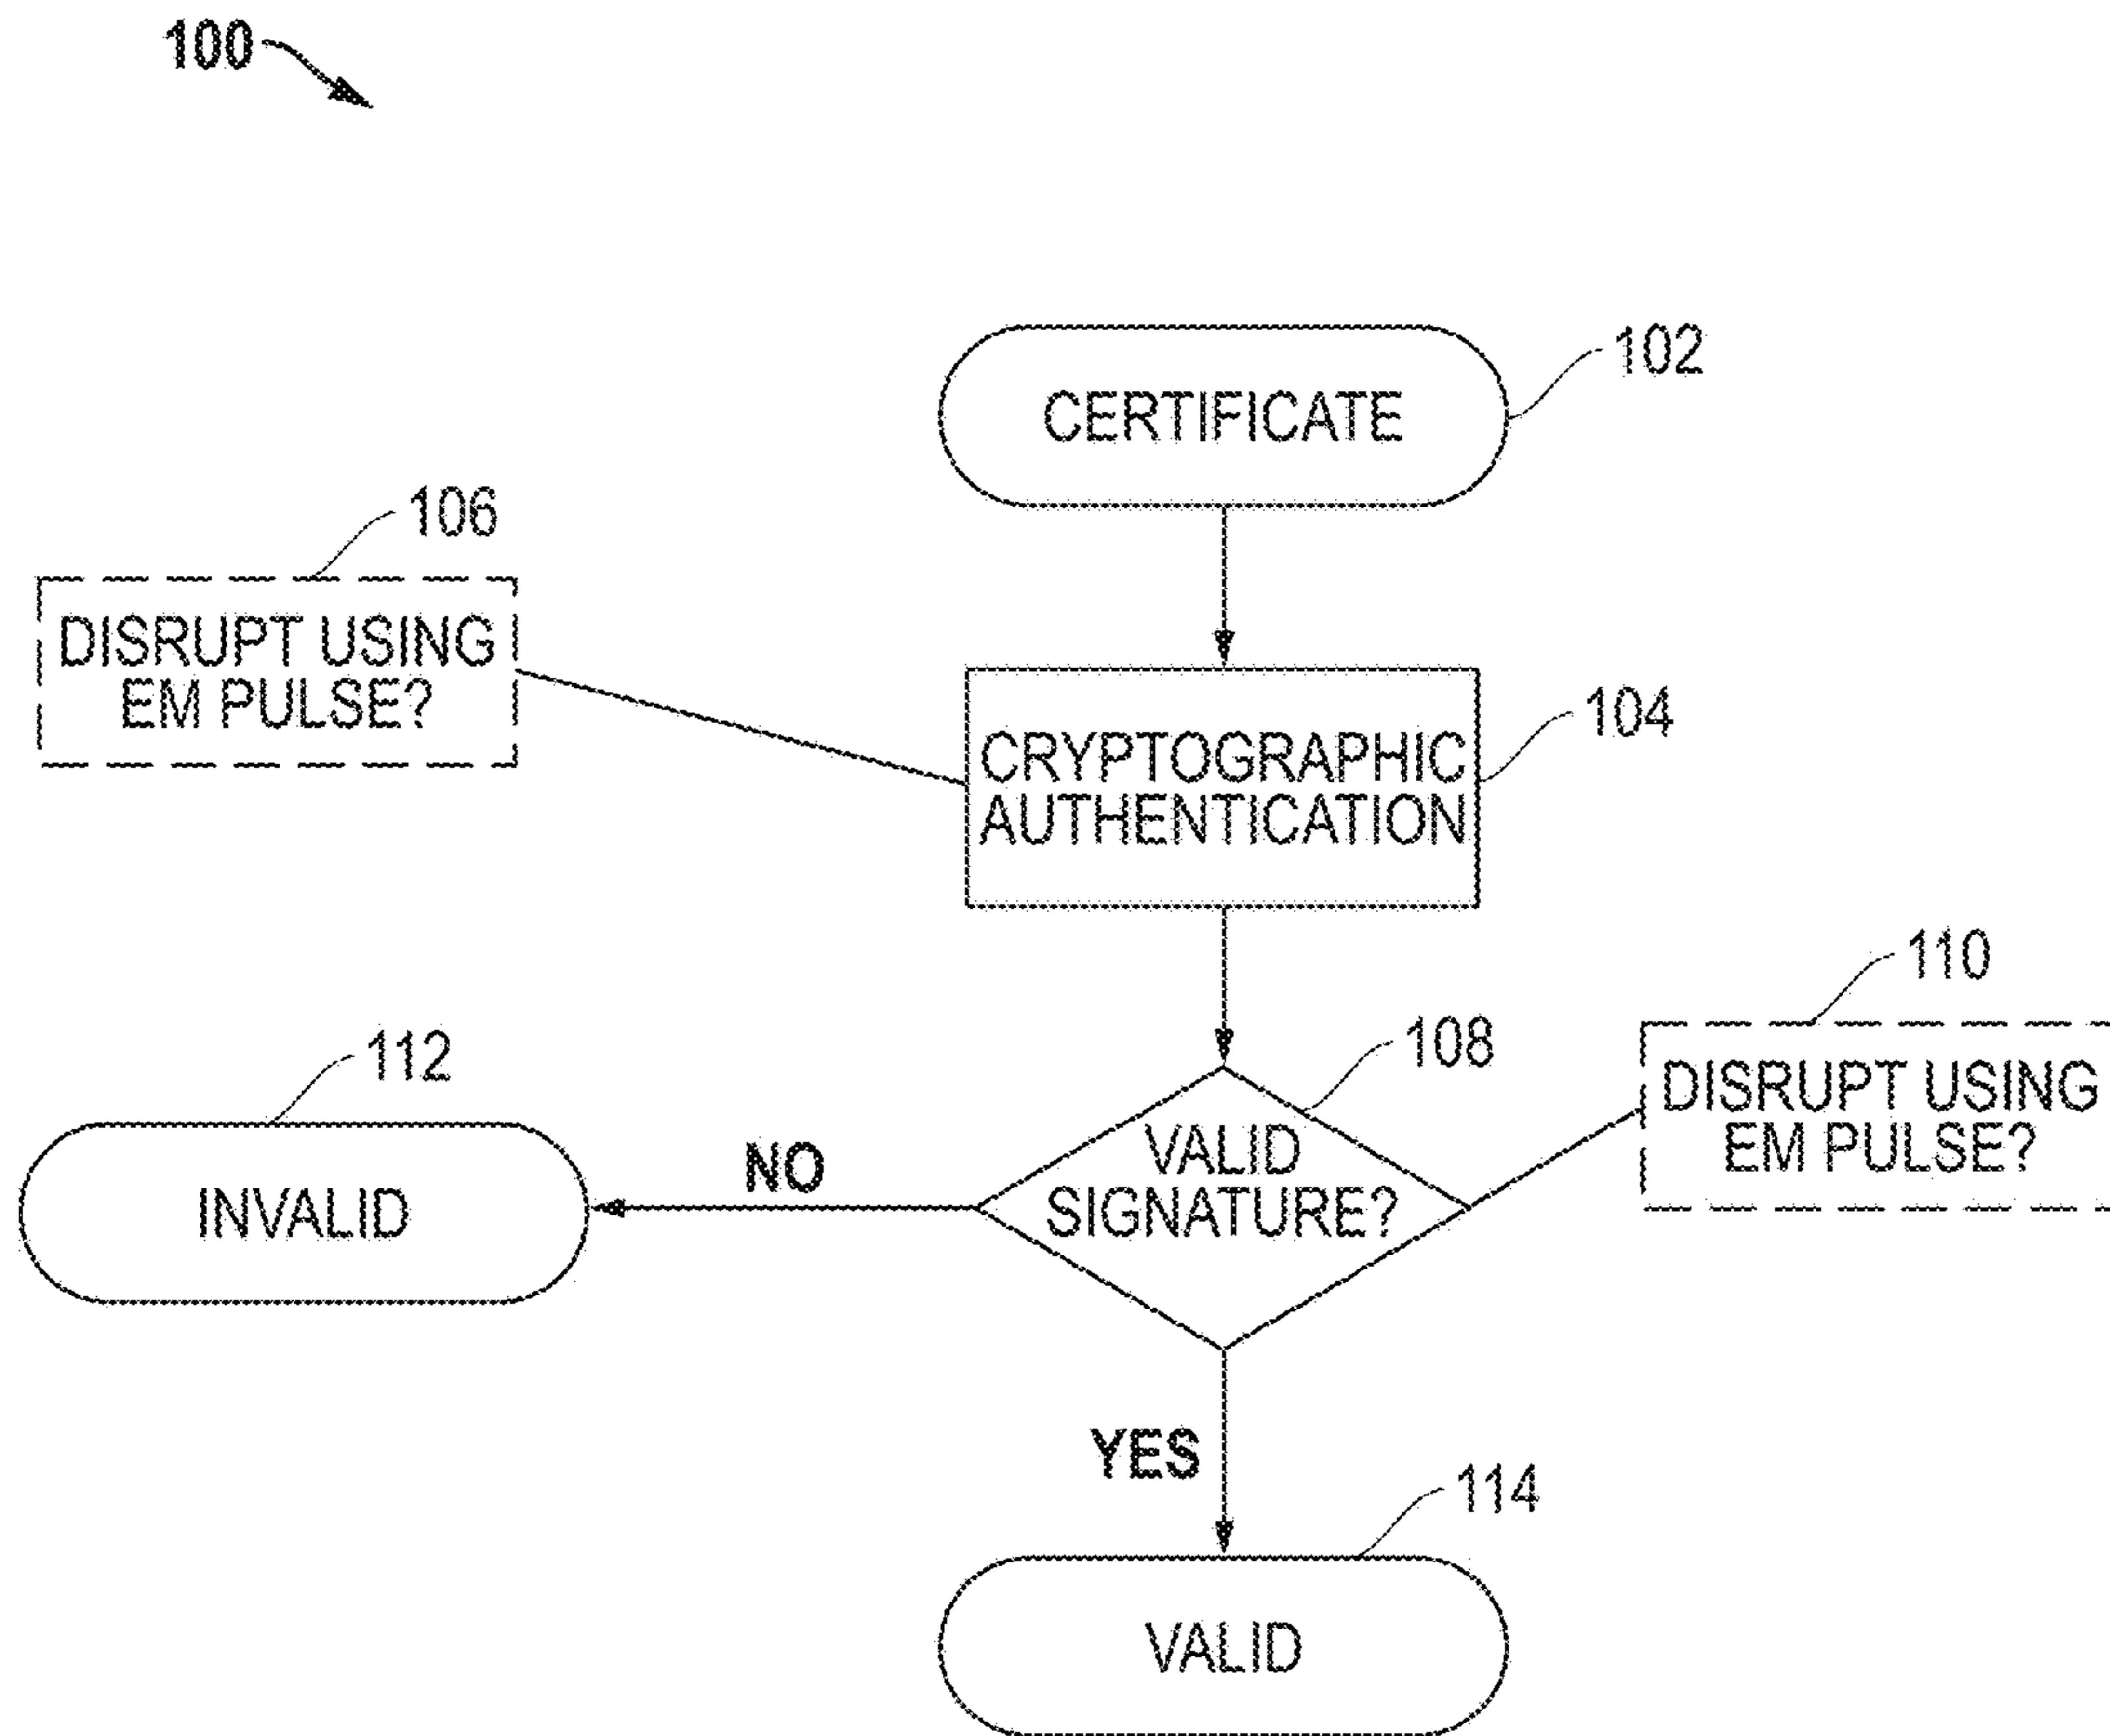 100
CERTIFICATE
102
106
DISRUPT USING
EM PULSE?
CRYPTOGRAPHIC
AUTHENTICATION
104
110
DISRUPT USING
EM PULSE?
108
VALID
SIGNATURE?
112
INVALID
NO
YES
114
VALID